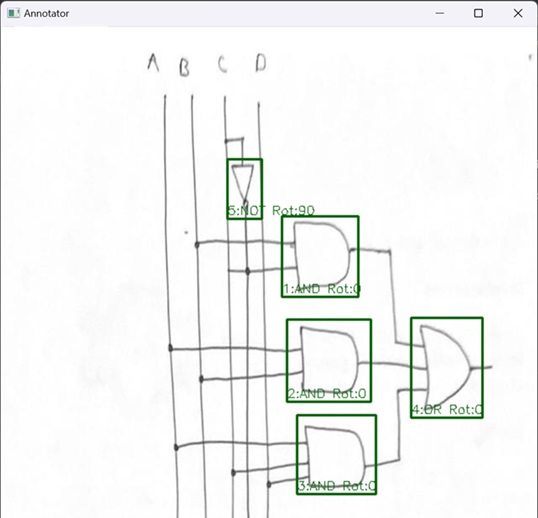 Annotator
A B C D
5:NOT Rot:90
1:AND Rot:0
2:AND Rot:0
4:OR Rot:0
3:AND Rot:0